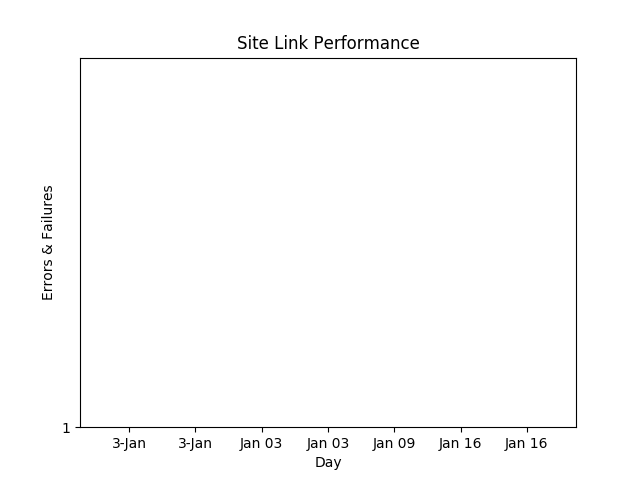 Site Link Performance
Errors & Failures
1
3-Jan 3-Jan Jan 03 Jan 03 Jan 09 Jan 16 Jan 16
Day